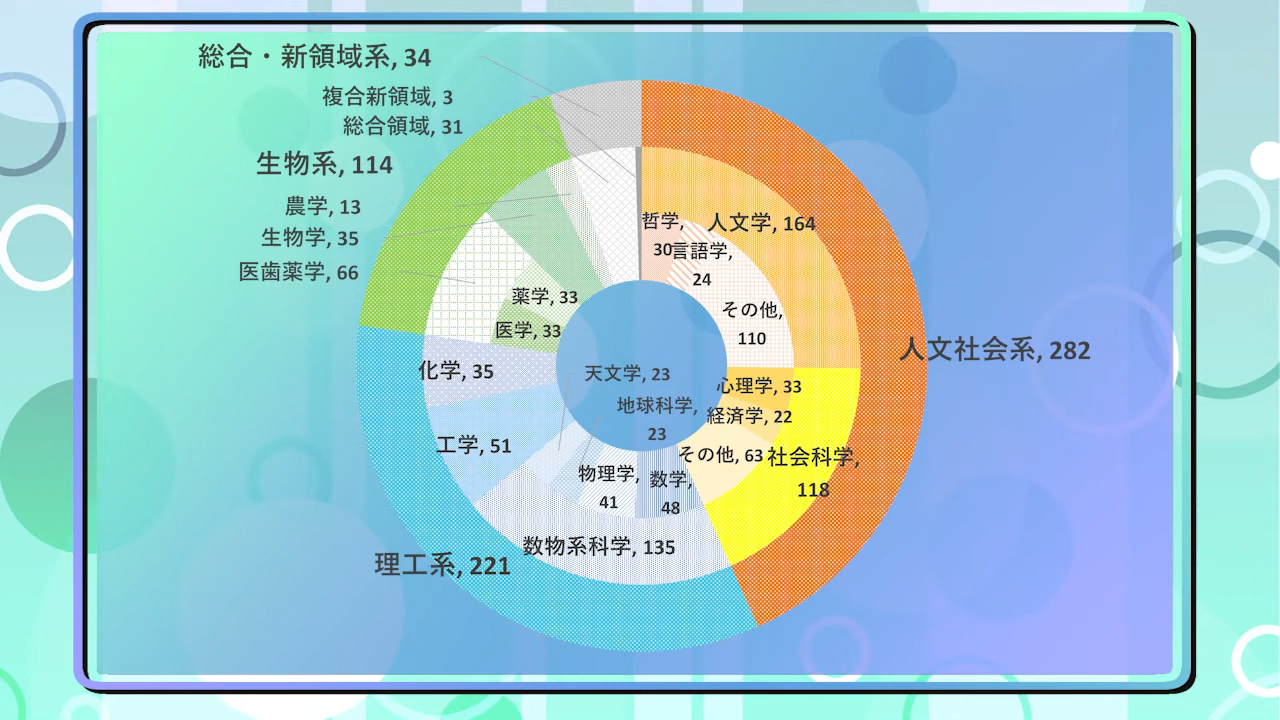 総合・新領域系, 34
複合新領域, 3
総合領域, 31
生物系, 114
農学, 13
生物学, 35
医歯薬学, 66
哲学,
30
人文学, 164
言語学,
24
薬学, 33
その他,
110
医学, 33
人文社会系, 282
化学, 35
天文学, 23
心理学, 33
地球科学,
23
経済学, 22
工学, 51
その他, 63
社会科学,
118
物理学,
41
数学,
48
数物系科学, 135
理工系, 221